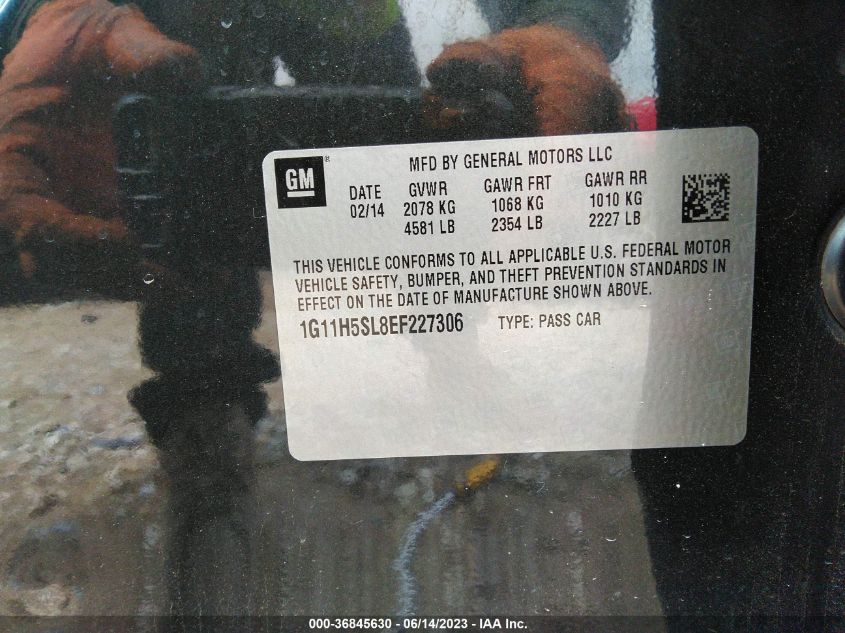 GM®
MFD BY GENERAL MOTORS LLC
DATE GVWR GAWR FRT GAWR RR
02/14 2078 KG 1068 KG 1010 KG
4581 LB 2354 LB 2227 LB
THIS VEHICLE CONFORMS TO ALL APPLICABLE U.S. FEDERAL MOTOR
VEHICLE SAFETY, BUMPER, AND THEFT PREVENTION STANDARDS IN
EFFECT ON THE DATE OF MANUFACTURE SHOWN ABOVE.
1G11H5SL8EF227306 TYPE: PASS CAR
000-36845630 - 06/14/2023 - IAA Inc.